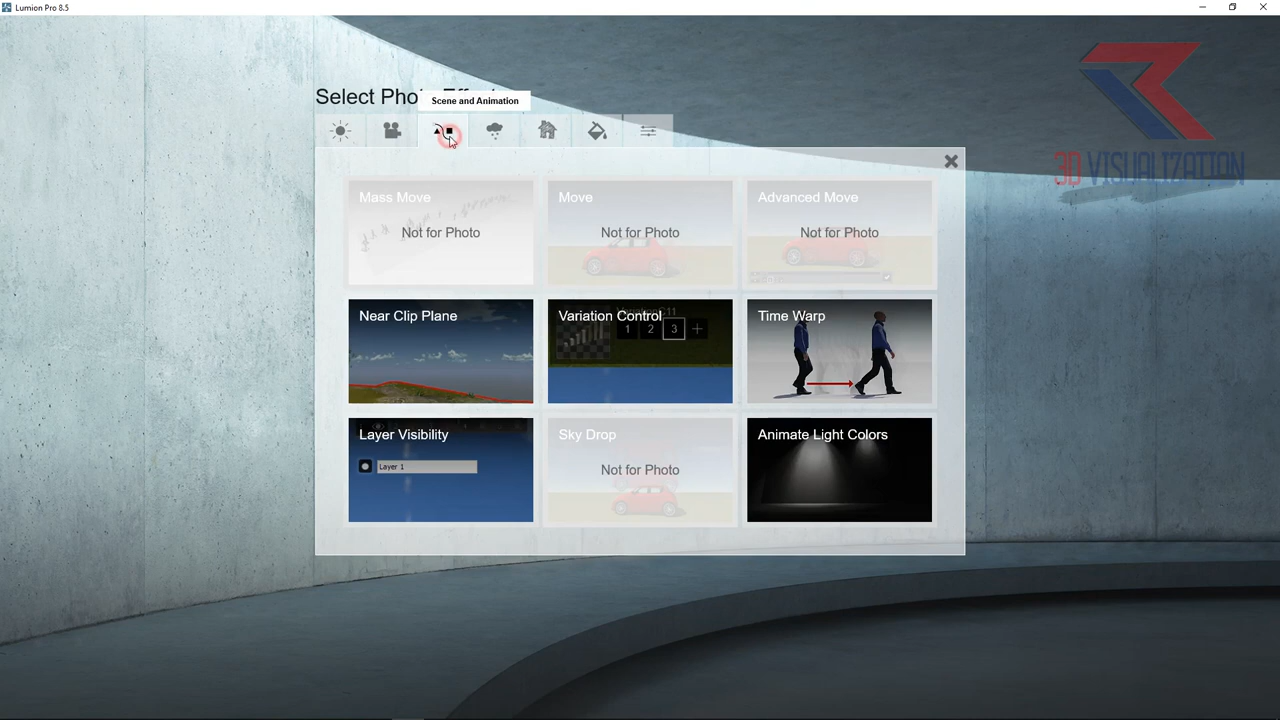 Lumion Pro 8.5
Select Pho
Scene and Animation
Mass Move
Not for Photo
Move
Not for Photo
Advanced Move
Not for Photo
Near Clip Plane
Variation Control
1 2 3 +
Time Warp
Layer Visibility
Layer 1
Sky Drop
Not for Photo
Animate Light Colors
3D VISUALIZATION